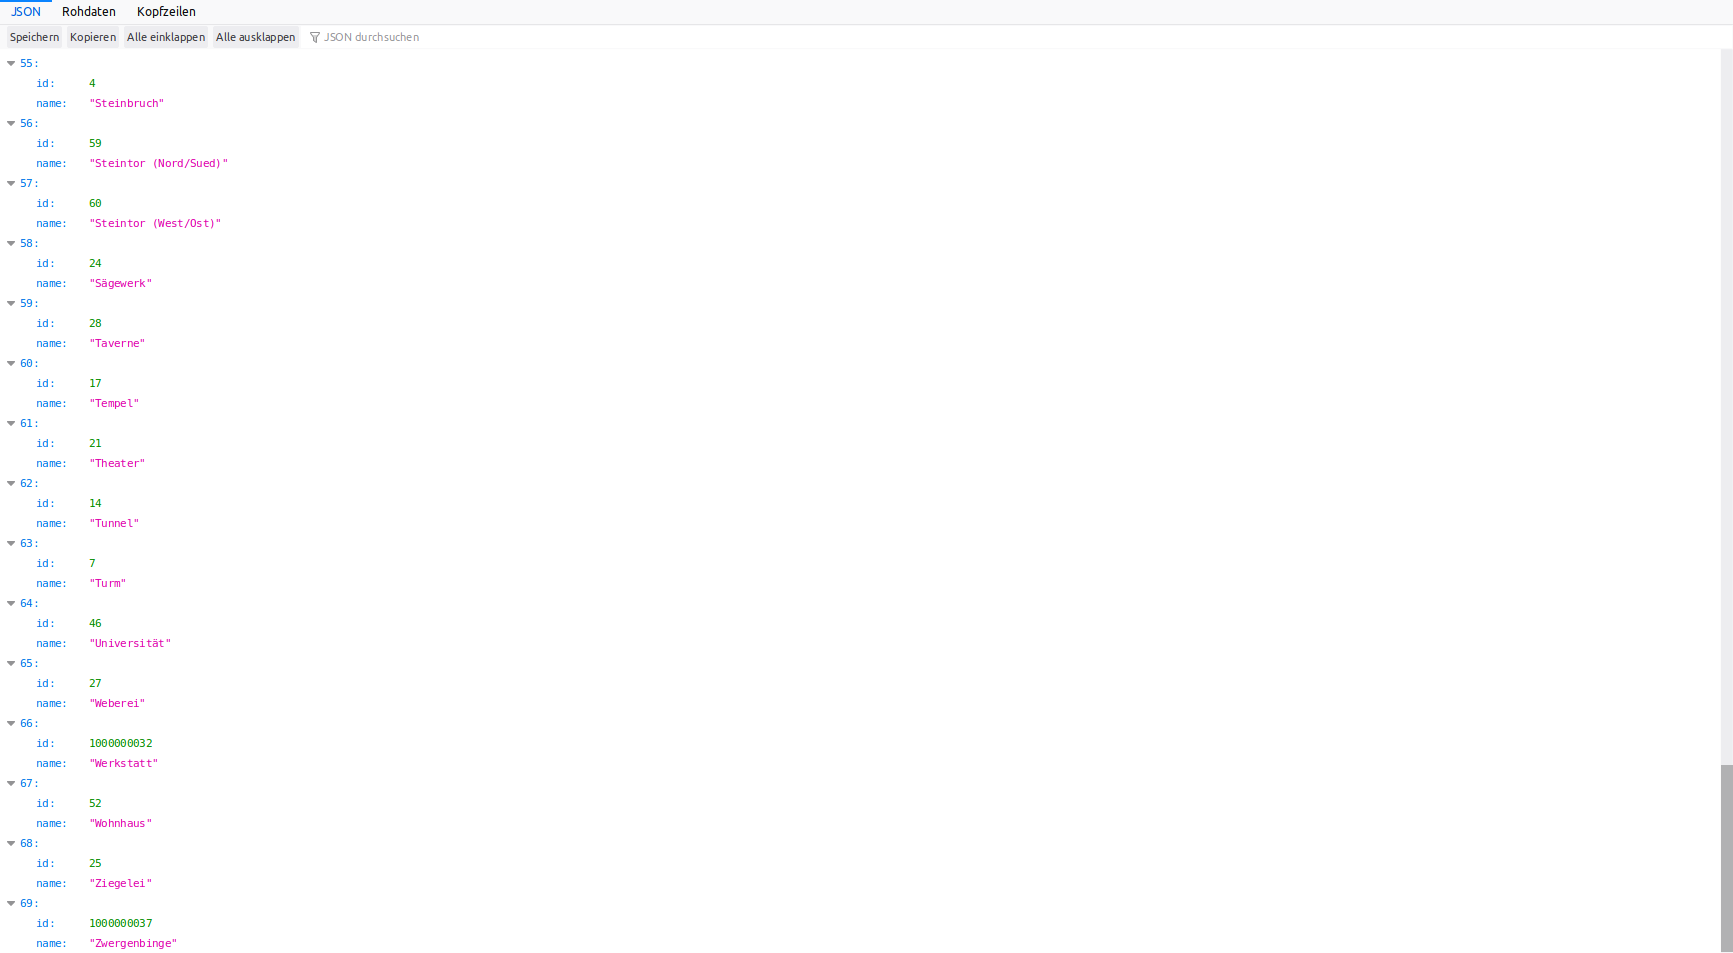 JSON Rohdaten Kopfzeilen
Speichern Kopieren Alle einklappen Alle ausklappen JSON durchsuchen
55:
id: 4
name: "Steinbruch"
56:
id: 59
name: "Steintor (Nord/Sued)"
57:
id: 60
name: "Steintor (West/Ost)"
58:
id: 24
name: "Sägewerk"
59:
id: 28
name: "Taverne"
60:
id: 17
name: "Tempel"
61:
id: 21
name: "Theater"
62:
id: 14
name: "Tunnel"
63:
id: 7
name: "Turm"
64:
id: 46
name: "Universität"
65:
id: 27
name: "Weberei"
66:
id: 1000000032
name: "Werkstatt"
67:
id: 52
name: "Wohnhaus"
68:
id: 25
name: "Ziegelei"
69:
id: 1000000037
name: "Zwergenbinge"